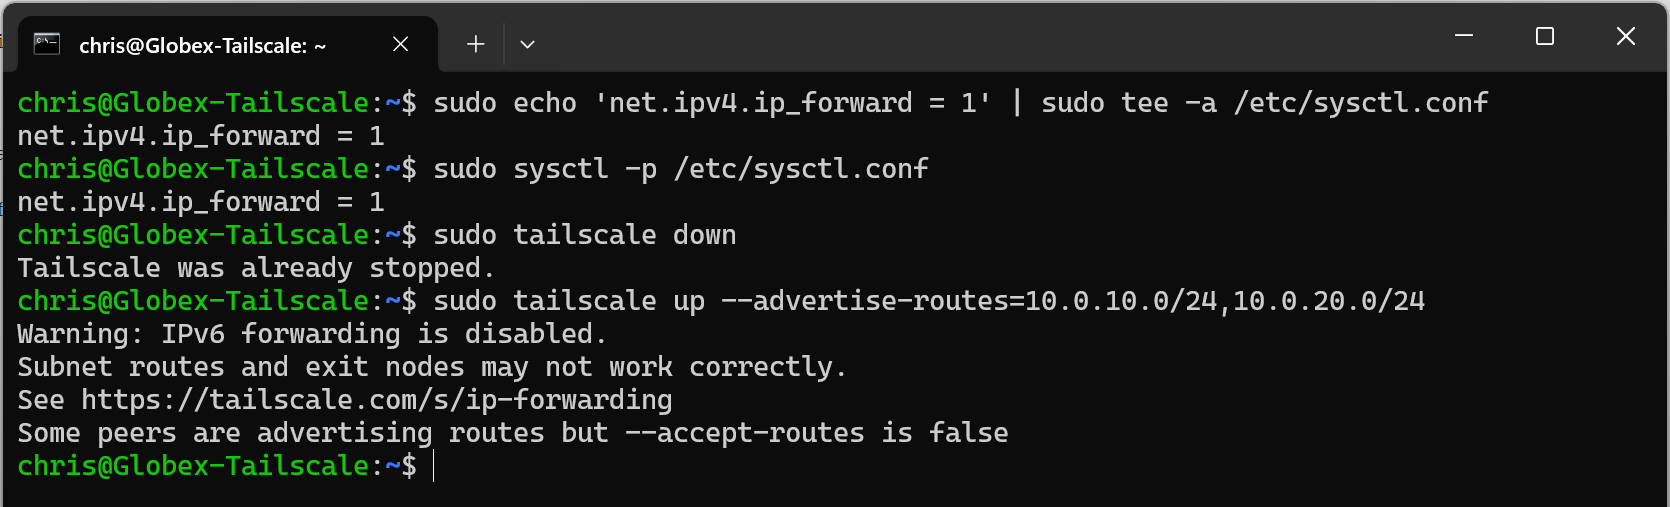 chris@Globex-Tailscale: ~
chris@Globex-Tailscale:~$ sudo echo 'net.ipv4.ip_forward = 1' | sudo tee -a /etc/sysctl.conf
net.ipv4.ip_forward = 1
chris@Globex-Tailscale:~$ sudo sysctl -p /etc/sysctl.conf
net.ipv4.ip_forward = 1
chris@Globex-Tailscale:~$ sudo tailscale down
Tailscale was already stopped.
chris@Globex-Tailscale:~$ sudo tailscale up --advertise-routes=10.0.10.0/24,10.0.20.0/24
Warning: IPv6 forwarding is disabled.
Subnet routes and exit nodes may not work correctly.
See https://tailscale.com/s/ip-forwarding
Some peers are advertising routes but --accept-routes is false
chris@Globex-Tailscale:~$